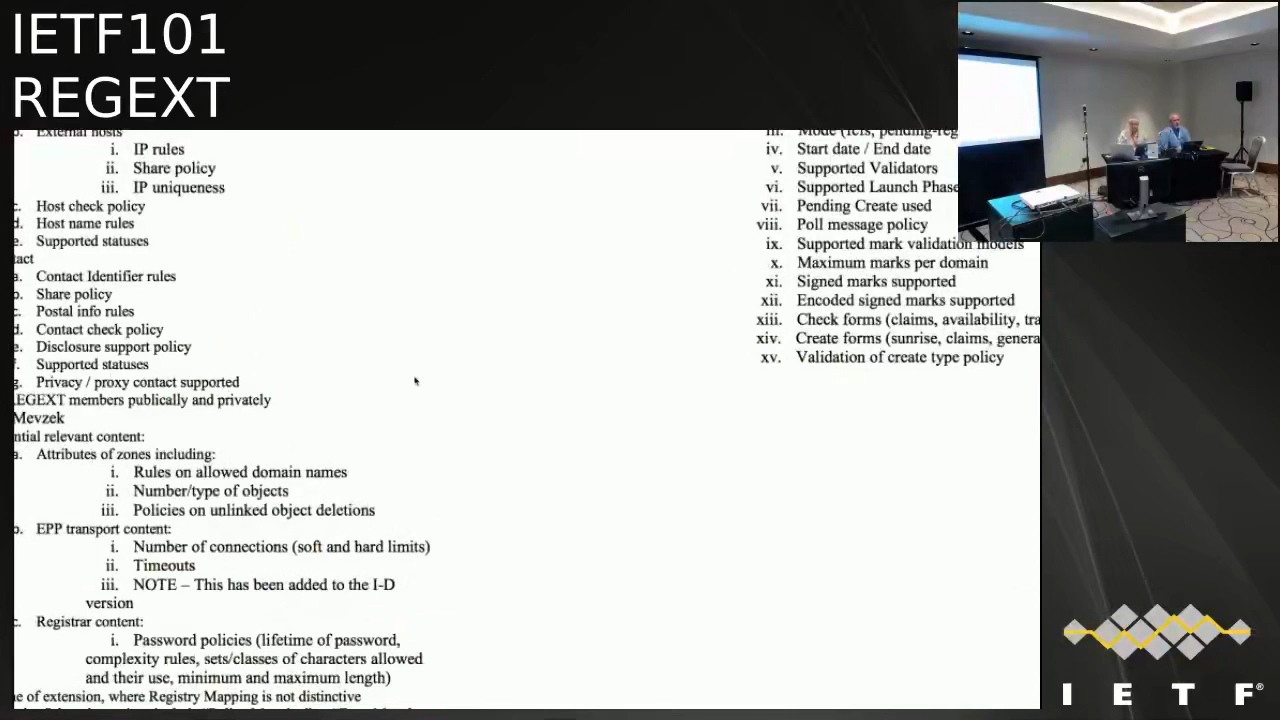 IETF101
REGEXT
External hosts
i. IP rules
ii. Share policy
iii. IP uniqueness
c. Host check policy
d. Host name rules
e. Supported statuses
tact
a. Contact Identifier rules
b. Share policy
c. Postal info rules
d. Contact check policy
e. Disclosure support policy
f. Supported statuses
g. Privacy / proxy contact supported
REGEXT members publically and privately
Mevzek
ntial relevant content:
a. Attributes of zones including:
i. Rules on allowed domain names
ii. Number/type of objects
iii. Policies on unlinked object deletions
b. EPP transport content:
i. Number of connections (soft and hard limits)
ii. Timeouts
iii. NOTE – This has been added to the I-D
version
c. Registrar content:
i. Password policies (lifetime of password,
complexity rules, sets/classes of characters allowed
and their use, minimum and maximum length)
e of extension, where Registry Mapping is not distinctive
iii. Mode (fcfs, pending-reg
iv. Start date / End date
v. Supported Validators
vi. Supported Launch Phase
vii. Pending Create used
viii. Poll message policy
ix. Supported mark validation models
x. Maximum marks per domain
xi. Signed marks supported
xii. Encoded signed marks supported
xiii. Check forms (claims, availability, tra
xiv. Create forms (sunrise, claims, genera
xv. Validation of create type policy
I E T F®